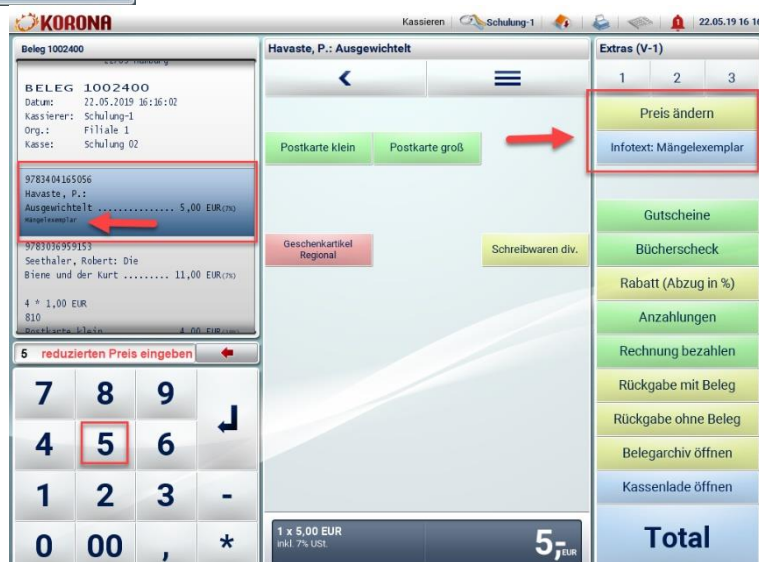 KORONA
Kassieren Schulung-1 22.05.19 16 16
Beleg 1002400
BELEG 1002400
Datum: 22.05.2019 16:16:02
Kassierer: Schulung-1
Org.: Filiale 1
Kasse: Schulung 02
9783404165056
Havaste, P.:
Ausgewichtelt ............... 5,00 EUR(7%)
Mängelexemplar
9783036959153
Seethaler, Robert: Die
Biene und der Kurt ......... 11,00 EUR(7%)
4 * 1,00 EUR
810
Postkarte klein 4,00 EUR
5 reduzierten Preis eingeben
7 8 9
4 5 6
1 2 3 -
0 00 , *
Havaste, P.: Ausgewichtelt
Postkarte klein Postkarte groß
Geschenkartikel
Regional
Schreibwaren div.
1 x 5,00 EUR
inkl. 7% USt.
5,- EUR
Extras (V-1)
1 2 3
Preis ändern
Infotext: Mängelexemplar
Gutscheine
Bücherscheck
Rabatt (Abzug in %)
Anzahlungen
Rechnung bezahlen
Rückgabe mit Beleg
Rückgabe ohne Beleg
Belegarchiv öffnen
Kassenlade öffnen
Total